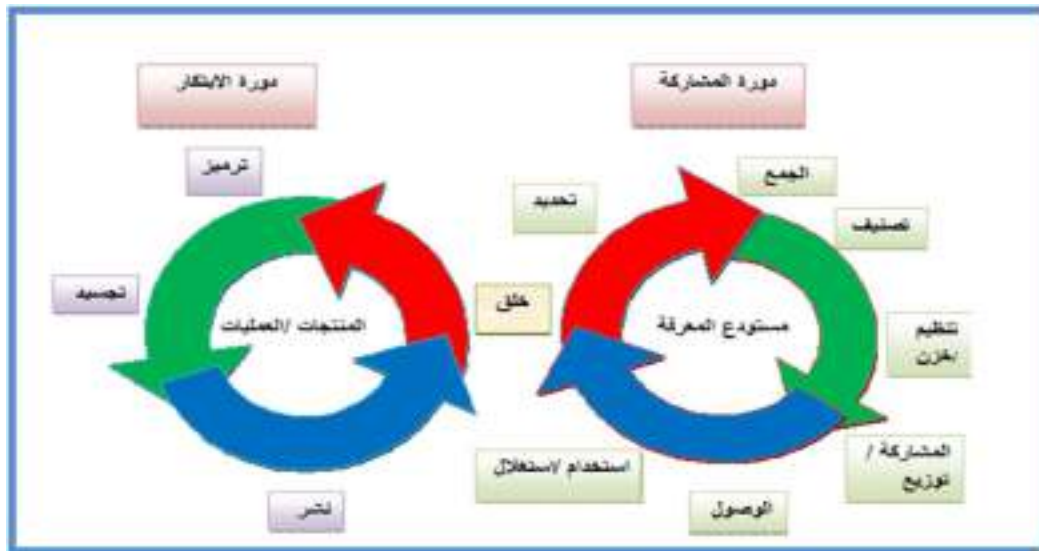 دورة المشاركة
دورة الابتكار
الجمع
ترميز
تحديد
تصنيف
تجسيد
خلق
مستودع المعرفة
المنتجات /العمليات
تنظيم
/خزن
المشاركة /
توزيع
استخدام /استغلال
الوصول
نشر